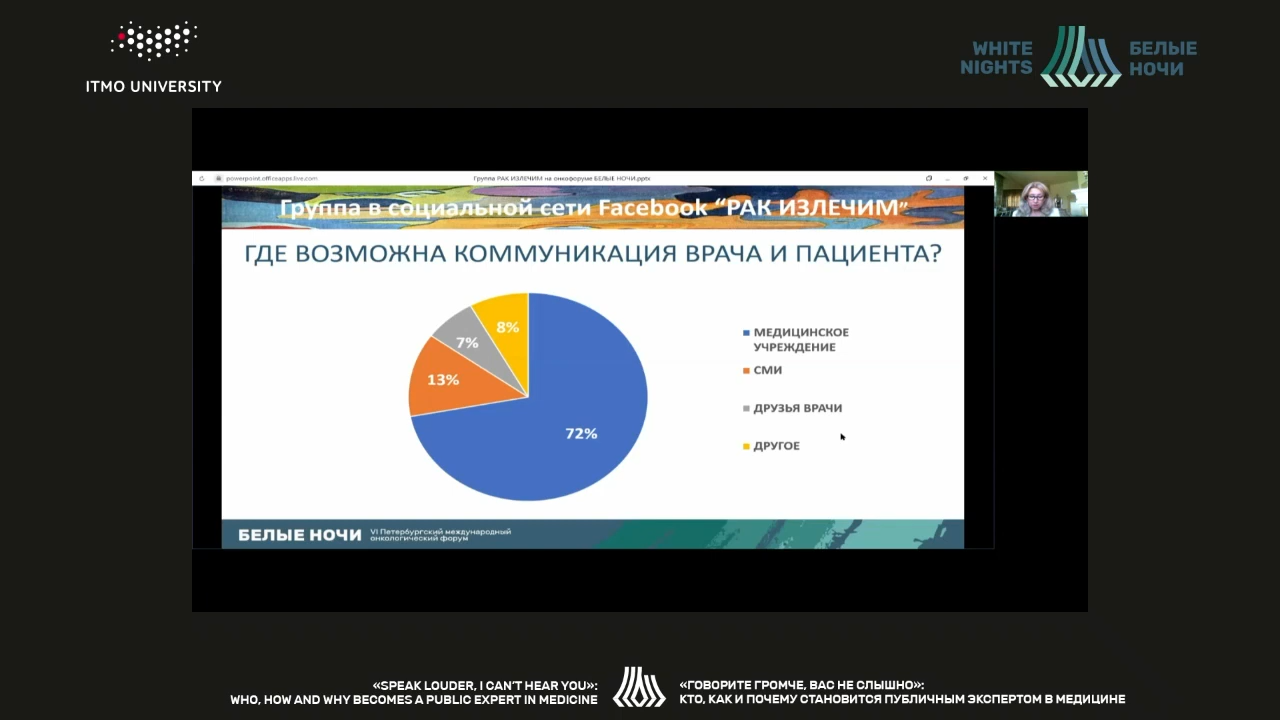 ITMO UNIVERSITY
WHITE
NIGHTS
БЕЛЫЕ
НОЧИ
powerpoint.officeapps.live.com
Группа РАК ИЗЛЕЧИМ на онкофоруме БЕЛЫЕ НОЧИ.pptx
Группа в социальной сети Facebook “РАК ИЗЛЕЧИМ”
ГДЕ ВОЗМОЖНА КОММУНИКАЦИЯ ВРАЧА И ПАЦИЕНТА?
8%
7%
13%
72%
МЕДИЦИНСКОЕ
УЧРЕЖДЕНИЕ
СМИ
ДРУЗЬЯ ВРАЧИ
ДРУГОЕ
БЕЛЫЕ НОЧИ
VI Петербургский международный
онкологический форум
«SPEAK LOUDER, I CAN'T HEAR YOU»:
WHO, HOW AND WHY BECOMES A PUBLIC EXPERT IN MEDICINE
«ГОВОРИТЕ ГРОМЧЕ, ВАС НЕ СЛЫШНО»:
КТО, КАК И ПОЧЕМУ СТАНОВИТСЯ ПУБЛИЧНЫМ ЭКСПЕРТОМ В МЕДИЦИНЕ